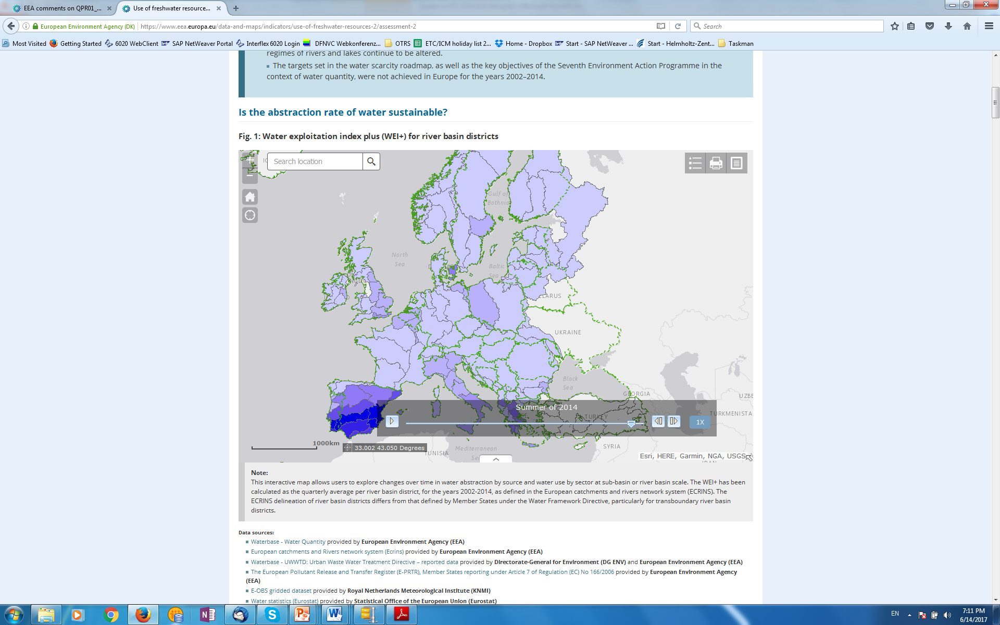 EEA comments on QPR01_...
Use of freshwater resource...
European Environment Agency (DK)
https://www.eea.europa.eu/data-and-maps/indicators/use-of-freshwater-resources-2/assessment-2
Search
Most Visited
Getting Started
6020 WebClient
SAP NetWeaver Portal
Interflex 6020 Login
DFNVC Webkonferenz...
OTRS
ETC/ICM holiday list 2...
Home - Dropbox
Start - SAP NetWeaver ...
Start - Helmholtz-Zent...
Taskman
regimes of rivers and lakes continue to be altered.
The targets set in the water scarcity roadmap, as well as the key objectives of the Seventh Environment Action Programme in the
context of water quantity, were not achieved in Europe for the years 2002–2014.
Is the abstraction rate of water sustainable?
Fig. 1: Water exploitation index plus (WEI+) for river basin districts
+
−
Search location
Gulf of
Bothnia
North
Sea
Baltic
Sea
ELARUS
UKRAINE
Black
Sea
GEORGIA
UZBE
Summer of 2014
TURKEY
TURKMENISTA
1X
1000km
33.002 43.050 Degrees
SYRIA
TUNISIA
Mediterranean
Sea
Esri, HERE, Garmin, NGA, USGS
Note:
This interactive map allows users to explore changes over time in water abstraction by source and water use by sector at sub-basin or river basin scale. The WEI+ has been
calculated as the quarterly average per river basin district, for the years 2002-2014, as defined in the European catchments and rivers network system (ECRINS). The
ECRINS delineation of river basin districts differs from that defined by Member States under the Water Framework Directive, particularly for transboundary river basin
districts.
Data sources:
Waterbase - Water Quantity provided by European Environment Agency (EEA)
European catchments and Rivers network system (Ecrins) provided by European Environment Agency (EEA)
Waterbase - UWWTD: Urban Waste Water Treatment Directive – reported data provided by Directorate-General for Environment (DG ENV) and European Environment Agency (EEA)
The European Pollutant Release and Transfer Register (E-PRTR), Member States reporting under Article 7 of Regulation (EC) No 166/2006 provided by European Environment Agency
(EEA)
E-OBS gridded dataset provided by Royal Netherlands Meteorological Institute (KNMI)
Water statistics (Eurostat) provided by Statistical Office of the European Union (Eurostat)
EN
7:11 PM
6/14/2017